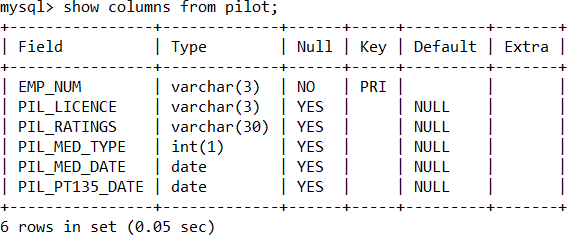 mysql> show columns from pilot;
+---------------+-------------+------+-----+---------+-------+
| Field         | Type        | Null | Key | Default | Extra |
+---------------+-------------+------+-----+---------+-------+
| EMP_NUM       | varchar(3)  | NO   | PRI |         |       |
| PIL_LICENCE   | varchar(3)  | YES  |     | NULL    |       |
| PIL_RATINGS   | varchar(30) | YES  |     | NULL    |       |
| PIL_MED_TYPE  | int(1)      | YES  |     | NULL    |       |
| PIL_MED_DATE  | date        | YES  |     | NULL    |       |
| PIL_PT135_DATE | date        | YES  |     | NULL    |       |
+---------------+-------------+------+-----+---------+-------+
6 rows in set (0.05 sec)